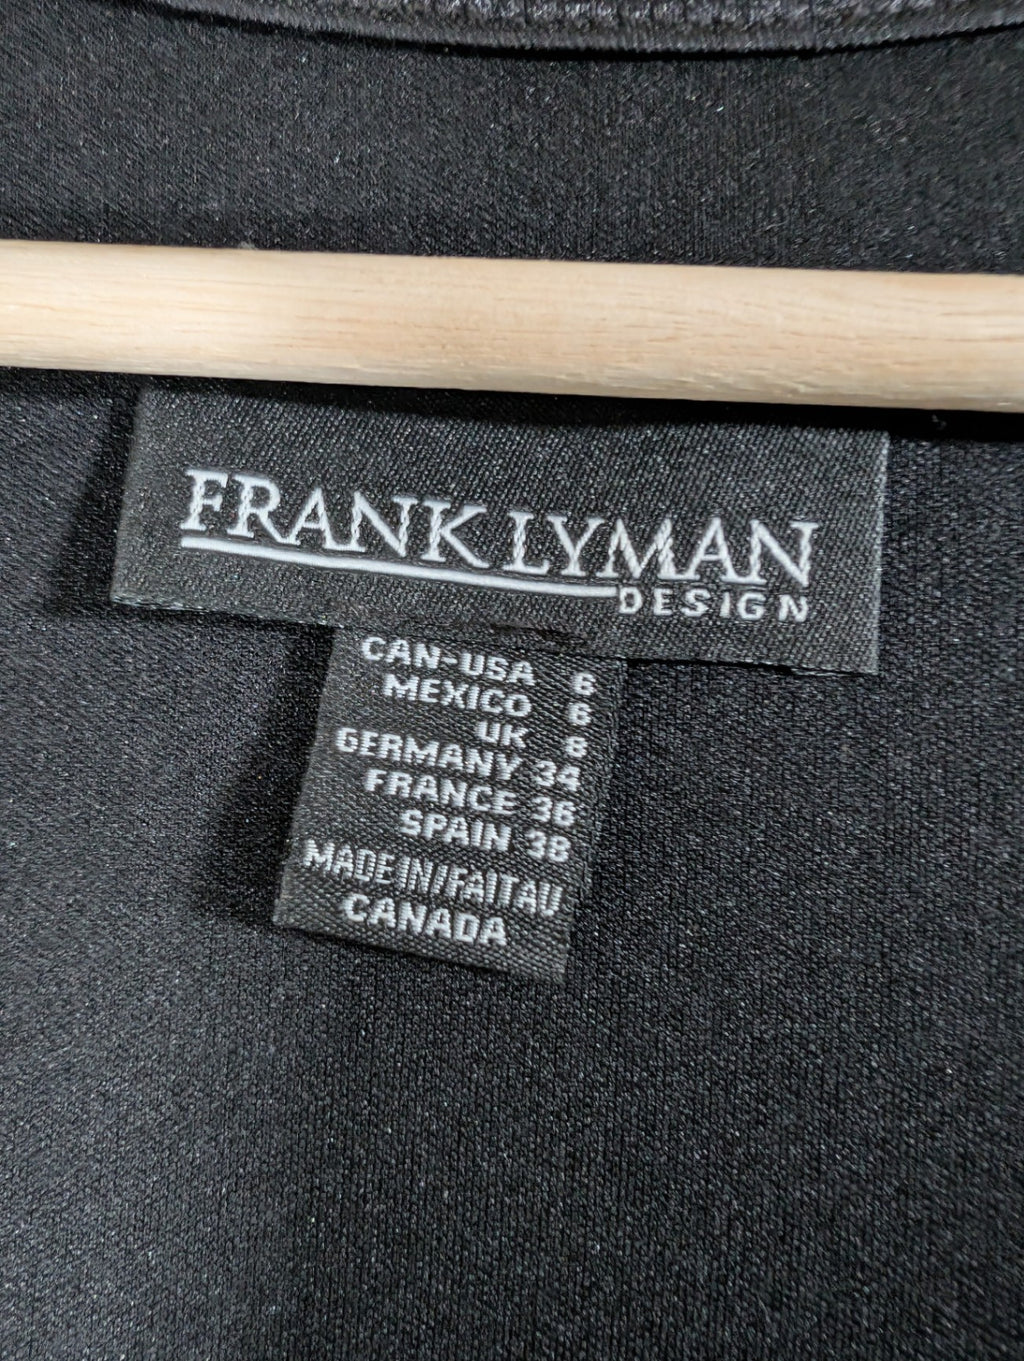 FRANK LYMAN
DESIGN
CAN-USA 6
MEXICO 6
UK 8
GERMANY 34
FRANCE 36
SPAIN 38
MADE IN/FAIT AU
CANADA